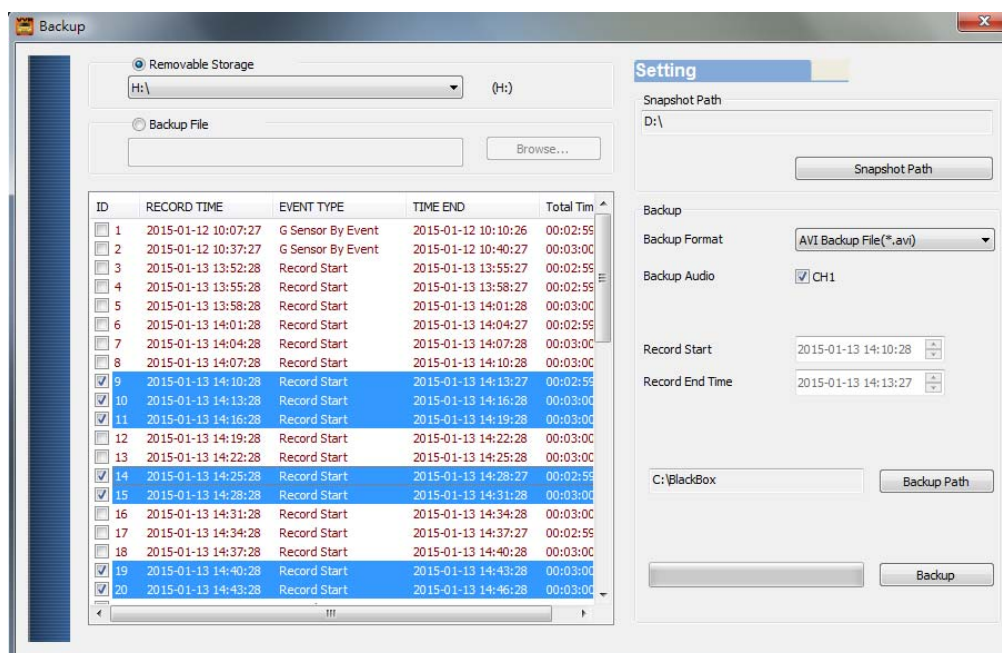 Backup
Removable Storage
H:\
(H:)
Backup File
Browse...
ID RECORD TIME EVENT TYPE TIME END Total Tim
1 2015-01-12 10:07:27 G Sensor By Event 2015-01-12 10:10:26 00:02:59
2 2015-01-12 10:37:27 G Sensor By Event 2015-01-12 10:40:27 00:03:00
3 2015-01-13 13:52:28 Record Start 2015-01-13 13:55:27 00:02:59
4 2015-01-13 13:55:28 Record Start 2015-01-13 13:58:27 00:02:59
5 2015-01-13 13:58:28 Record Start 2015-01-13 14:01:28 00:03:00
6 2015-01-13 14:01:28 Record Start 2015-01-13 14:04:27 00:02:59
7 2015-01-13 14:04:28 Record Start 2015-01-13 14:07:28 00:03:00
8 2015-01-13 14:07:28 Record Start 2015-01-13 14:10:28 00:03:00
9 2015-01-13 14:10:28 Record Start 2015-01-13 14:13:27 00:02:59
10 2015-01-13 14:13:28 Record Start 2015-01-13 14:16:28 00:03:00
11 2015-01-13 14:16:28 Record Start 2015-01-13 14:19:28 00:03:00
12 2015-01-13 14:19:28 Record Start 2015-01-13 14:22:28 00:03:00
13 2015-01-13 14:22:28 Record Start 2015-01-13 14:25:28 00:03:00
14 2015-01-13 14:25:28 Record Start 2015-01-13 14:28:27 00:02:59
15 2015-01-13 14:28:28 Record Start 2015-01-13 14:31:28 00:03:00
16 2015-01-13 14:31:28 Record Start 2015-01-13 14:34:28 00:03:00
17 2015-01-13 14:34:28 Record Start 2015-01-13 14:37:27 00:02:59
18 2015-01-13 14:37:28 Record Start 2015-01-13 14:40:28 00:03:00
19 2015-01-13 14:40:28 Record Start 2015-01-13 14:43:28 00:03:00
20 2015-01-13 14:43:28 Record Start 2015-01-13 14:46:28 00:03:00
Setting
Snapshot Path
D:\
Snapshot Path
Backup
Backup Format AVI Backup File(*.avi)
Backup Audio CH1
Record Start 2015-01-13 14:10:28
Record End Time 2015-01-13 14:13:27
C:\BlackBox Backup Path
Backup